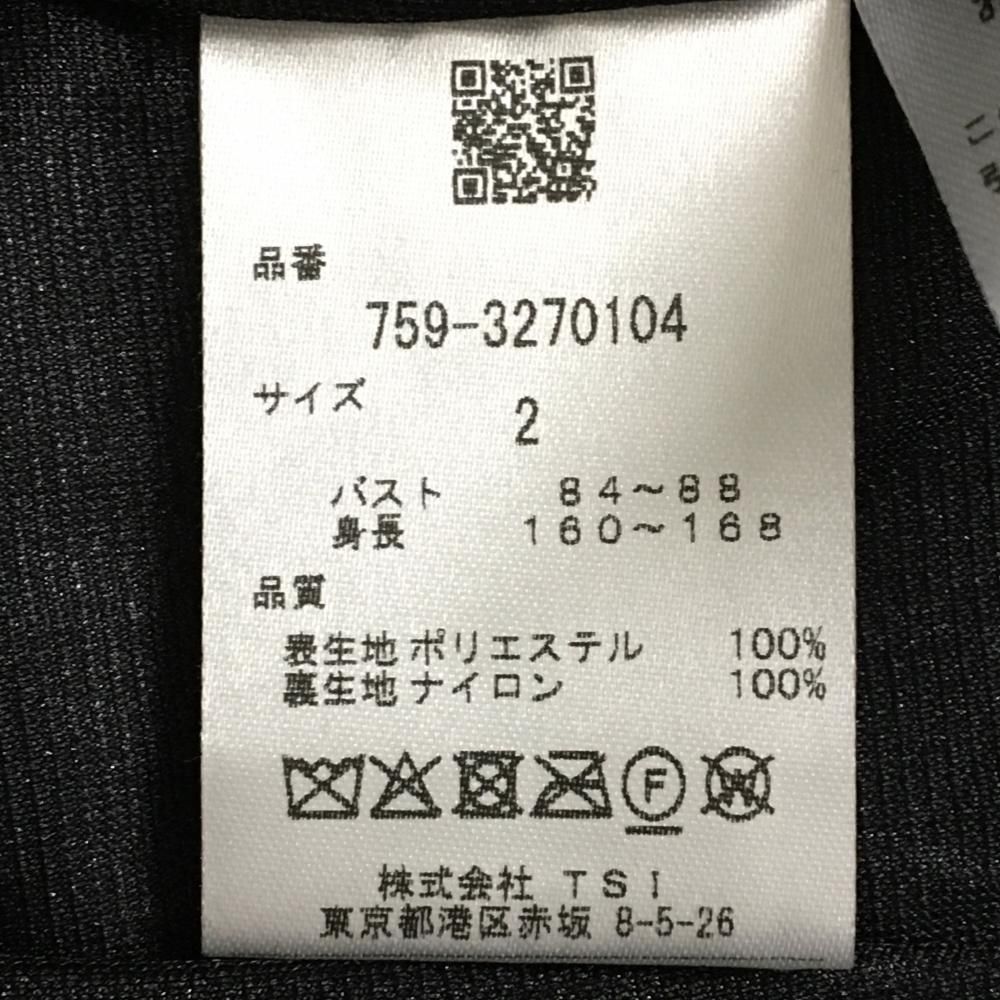 品番
759-3270104
サイズ 2
バスト 84～88
身長 160～168
品質
表生地 ポリエステル 100%
裏生地 ナイロン 100%
F
W
株式会社 TSI
東京都港区赤坂 8-5-26